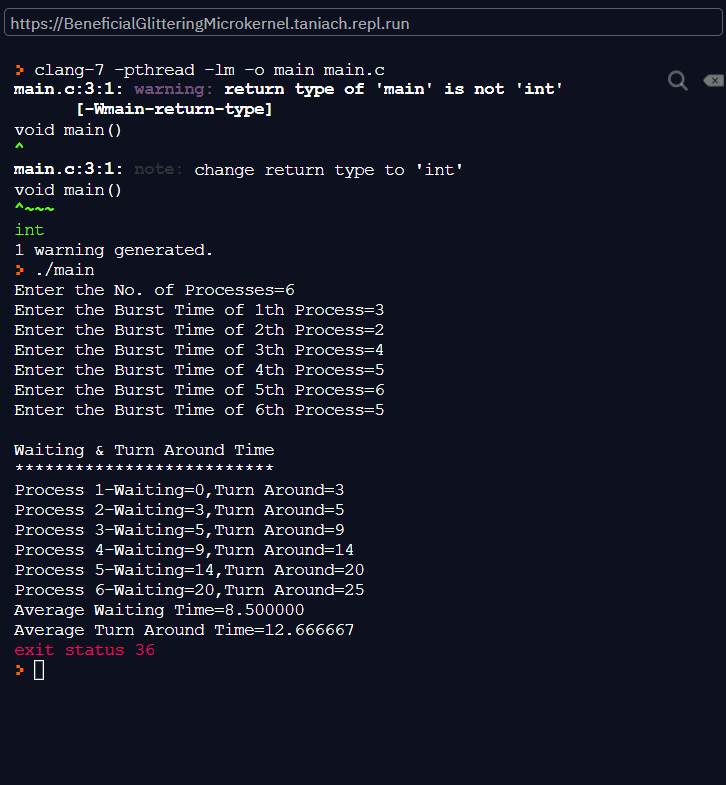 https://BeneficialGlitteringMicrokernel.taniach.repl.run
> clang-7 -pthread -lm -o main main.c
main.c:3:1: warning: return type of 'main' is not 'int'
[-Wmain-return-type]
void main()
^
main.c:3:1: note: change return type to 'int'
void main()
^~~~
int
1 warning generated.
> ./main
Enter the No. of Processes=6
Enter the Burst Time of 1th Process=3
Enter the Burst Time of 2th Process=2
Enter the Burst Time of 3th Process=4
Enter the Burst Time of 4th Process=5
Enter the Burst Time of 5th Process=6
Enter the Burst Time of 6th Process=5
Waiting & Turn Around Time
**************************
Process 1-Waiting=0,Turn Around=3
Process 2-Waiting=3,Turn Around=5
Process 3-Waiting=5,Turn Around=9
Process 4-Waiting=9,Turn Around=14
Process 5-Waiting=14,Turn Around=20
Process 6-Waiting=20,Turn Around=25
Average Waiting Time=8.500000
Average Turn Around Time=12.666667
exit status 36
>